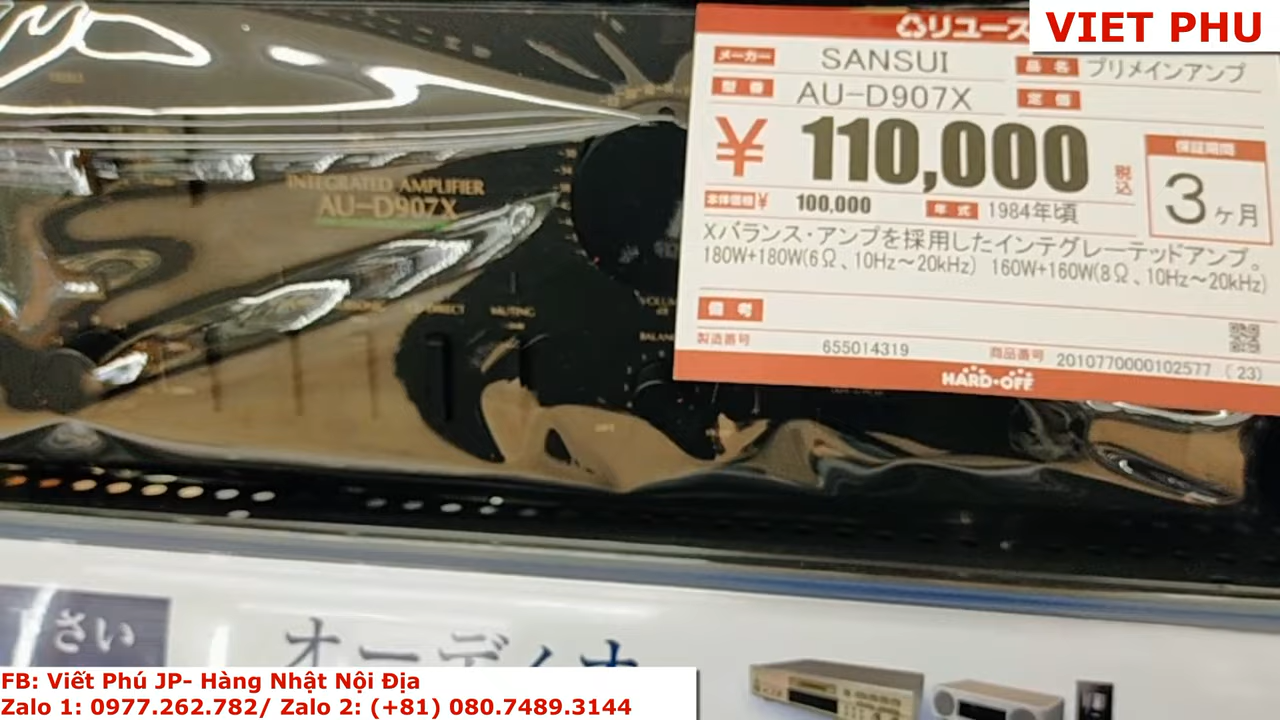 VIET PHU
リユース
メーカー SANSUI 品名 プリメインアンプ
型番 AU-D907X 定価
¥ 110,000 税込
保証期間
3ヶ月
本体価格¥ 100,000 年式 1984年頃
Xバランス・アンプを採用したインテグレーテッドアンプ。
180W+180W(6Ω、10Hz～20kHz) 160W+160W(8Ω、10Hz～20kHz)
備考
製造番号 655014319 商品番号 2010770000102577 (23)
HARD・OFF
INTEGRATED AMPLIFIER
AU-D907X
MUTING
さい
オーディオ
FB: Viết Phú JP- Hàng Nhật Nội Địa
Zalo 1: 0977.262.782/ Zalo 2: (+81) 080.7489.3144